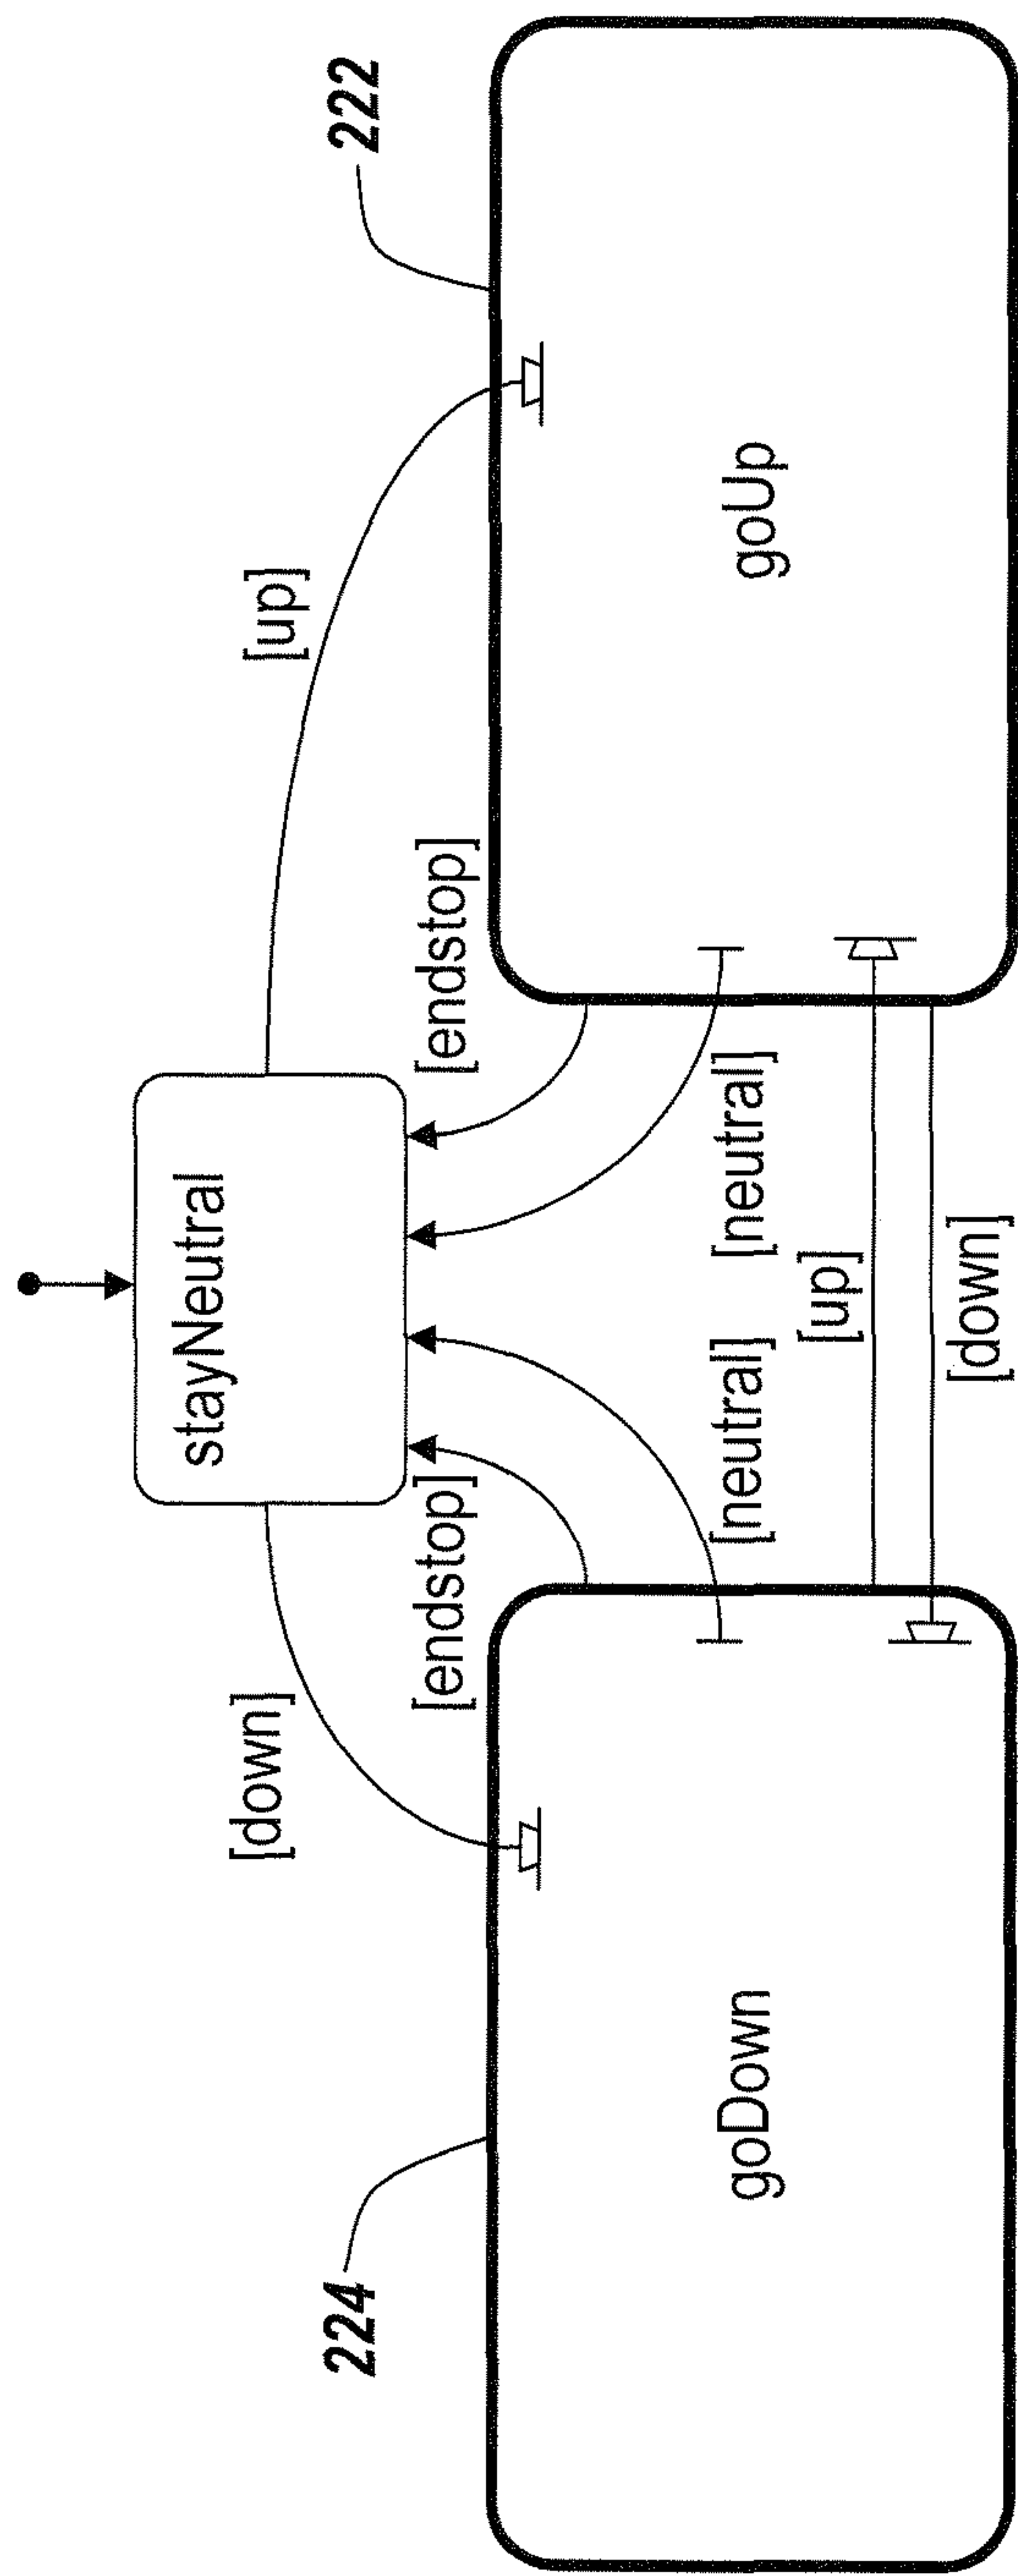 stayNeutral
[down]
[up]
224
222
[endstop]
[endstop]
goDown
[neutral]
[neutral]
goUp
[up]
[down]